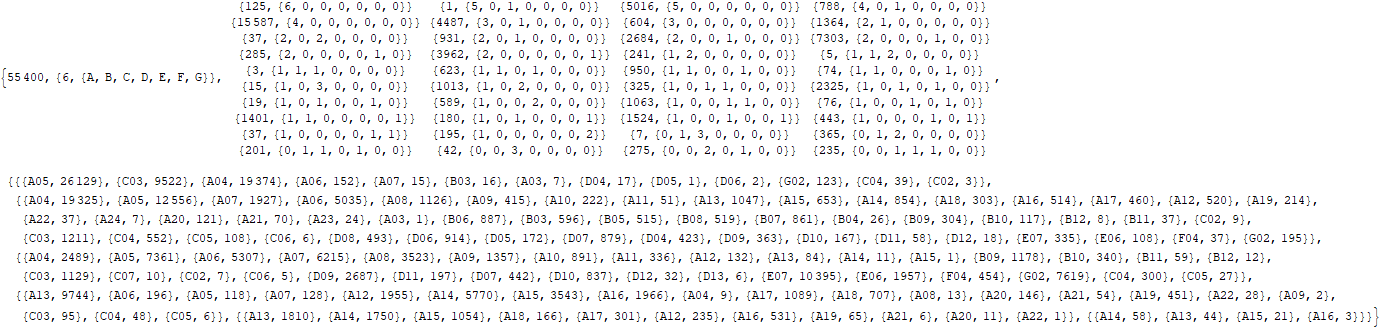 {125, {6, 0, 0, 0, 0, 0, 0}} {1, {5, 0, 1, 0, 0, 0, 0}} {5016, {5, 0, 0, 0, 0, 0, 0}} {788, {4, 0, 1, 0, 0, 0, 0}}
{15 587, {4, 0, 0, 0, 0, 0, 0}} {4487, {3, 0, 1, 0, 0, 0, 0}} {604, {3, 0, 0, 0, 0, 0, 0}} {1364, {2, 1, 0, 0, 0, 0, 0}}
{37, {2, 0, 2, 0, 0, 0, 0}} {931, {2, 0, 1, 0, 0, 0, 0}} {2684, {2, 0, 0, 1, 0, 0, 0}} {7303, {2, 0, 0, 0, 1, 0, 0}}
{285, {2, 0, 0, 0, 0, 1, 0}} {3962, {2, 0, 0, 0, 0, 0, 1}} {241, {1, 2, 0, 0, 0, 0, 0}} {5, {1, 1, 2, 0, 0, 0, 0}}
{55 400, {6, {A, B, C, D, E, F, G}}, {3, {1, 1, 1, 0, 0, 0, 0}} {623, {1, 1, 0, 1, 0, 0, 0}} {950, {1, 1, 0, 0, 1, 0, 0}} {74, {1, 1, 0, 0, 0, 1, 0}} ,
{15, {1, 0, 3, 0, 0, 0, 0}} {1013, {1, 0, 2, 0, 0, 0, 0}} {325, {1, 0, 1, 1, 0, 0, 0}} {2325, {1, 0, 1, 0, 1, 0, 0}}
{19, {1, 0, 1, 0, 0, 1, 0}} {589, {1, 0, 0, 2, 0, 0, 0}} {1063, {1, 0, 0, 1, 1, 0, 0}} {76, {1, 0, 0, 1, 0, 1, 0}}
{1401, {1, 1, 0, 0, 0, 0, 1}} {180, {1, 0, 1, 0, 0, 0, 1}} {1524, {1, 0, 0, 1, 0, 0, 1}} {443, {1, 0, 0, 0, 1, 0, 1}}
{37, {1, 0, 0, 0, 0, 1, 1}} {195, {1, 0, 0, 0, 0, 0, 2}} {7, {0, 1, 3, 0, 0, 0, 0}} {365, {0, 1, 2, 0, 0, 0, 0}}
{201, {0, 1, 1, 0, 1, 0, 0}} {42, {0, 0, 3, 0, 0, 0, 0}} {275, {0, 0, 2, 0, 1, 0, 0}} {235, {0, 0, 1, 1, 1, 0, 0}}
{{{A05, 26 129}, {C03, 9522}, {A04, 19 374}, {A06, 152}, {A07, 15}, {B03, 16}, {A03, 7}, {D04, 17}, {D05, 1}, {D06, 2}, {G02, 123}, {C04, 39}, {C02, 3}},
{{A04, 19 325}, {A05, 12 556}, {A07, 1927}, {A06, 5035}, {A08, 1126}, {A09, 415}, {A10, 222}, {A11, 51}, {A13, 1047}, {A15, 653}, {A14, 854}, {A18, 303}, {A16, 514}, {A17, 460}, {A12, 520}, {A19, 214},
{A22, 37}, {A24, 7}, {A20, 121}, {A21, 70}, {A23, 24}, {A03, 1}, {B06, 887}, {B03, 596}, {B05, 515}, {B08, 519}, {B07, 861}, {B04, 26}, {B09, 304}, {B10, 117}, {B12, 8}, {B11, 37}, {C02, 9},
{C03, 1211}, {C04, 552}, {C05, 108}, {C06, 6}, {D08, 493}, {D06, 914}, {D05, 172}, {D07, 879}, {D04, 423}, {D09, 363}, {D10, 167}, {D11, 58}, {D12, 18}, {E07, 335}, {E06, 108}, {F04, 37}, {G02, 195}},
{{A04, 2489}, {A05, 7361}, {A06, 5307}, {A07, 6215}, {A08, 3523}, {A09, 1357}, {A10, 891}, {A11, 336}, {A12, 132}, {A13, 84}, {A14, 11}, {A15, 1}, {B09, 1178}, {B10, 340}, {B11, 59}, {B12, 12},
{C03, 1129}, {C07, 10}, {C02, 7}, {C06, 5}, {D09, 2687}, {D11, 197}, {D07, 442}, {D10, 837}, {D12, 32}, {D13, 6}, {E07, 10 395}, {E06, 1957}, {F04, 454}, {G02, 7619}, {C04, 300}, {C05, 27}},
{{A13, 9744}, {A06, 196}, {A05, 118}, {A07, 128}, {A12, 1955}, {A14, 5770}, {A15, 3543}, {A16, 1966}, {A04, 9}, {A17, 1089}, {A18, 707}, {A08, 13}, {A20, 146}, {A21, 54}, {A19, 451}, {A22, 28}, {A09, 2},
{C03, 95}, {C04, 48}, {C05, 6}}, {{A13, 1810}, {A14, 1750}, {A15, 1054}, {A18, 166}, {A17, 301}, {A12, 235}, {A16, 531}, {A19, 65}, {A21, 6}, {A20, 11}, {A22, 1}}, {{A14, 58}, {A13, 44}, {A15, 21}, {A16, 3}}}}